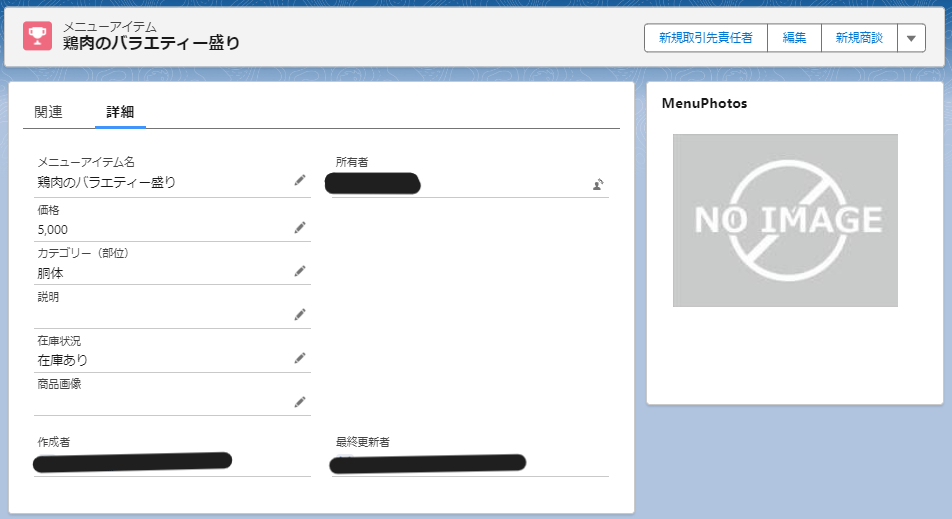 メニューアイテム
鶏肉のバラエティー盛り
新規取引先責任者 編集 新規商談
関連 詳細
MenuPhotos
メニューアイテム名
鶏肉のバラエティー盛り
所有者
価格
5,000
カテゴリー（部位）
胴体
説明
在庫状況
在庫あり
商品画像
作成者
最終更新者
NO IMAGE